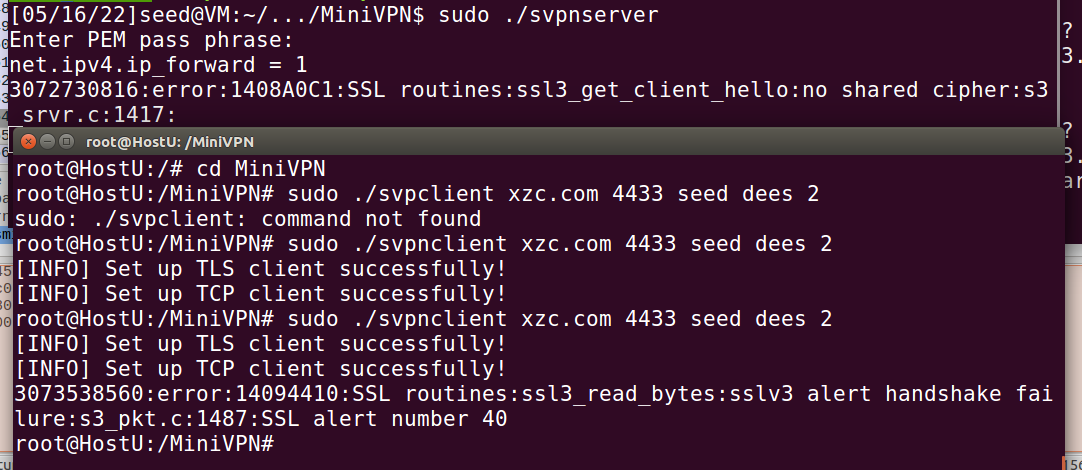 [05/16/22]seed@VM:~/.../MiniVPN$ sudo ./svpnserver
Enter PEM pass phrase:
net.ipv4.ip_forward = 1
3072730816:error:1408A0C1:SSL routines:ssl3_get_client_hello:no shared cipher:s3
_srvr.c:1417:
root@HostU: /MiniVPN
root@HostU:/# cd MiniVPN
root@HostU:/MiniVPN# sudo ./svpclient xzc.com 4433 seed dees 2
sudo: ./svpclient: command not found
root@HostU:/MiniVPN# sudo ./svpnclient xzc.com 4433 seed dees 2
[INFO] Set up TLS client successfully!
[INFO] Set up TCP client successfully!
root@HostU:/MiniVPN# sudo ./svpnclient xzc.com 4433 seed dees 2
[INFO] Set up TLS client successfully!
[INFO] Set up TCP client successfully!
3073538560:error:14094410:SSL routines:ssl3_read_bytes:sslv3 alert handshake fai
lure:s3_pkt.c:1487:SSL alert number 40
root@HostU:/MiniVPN#